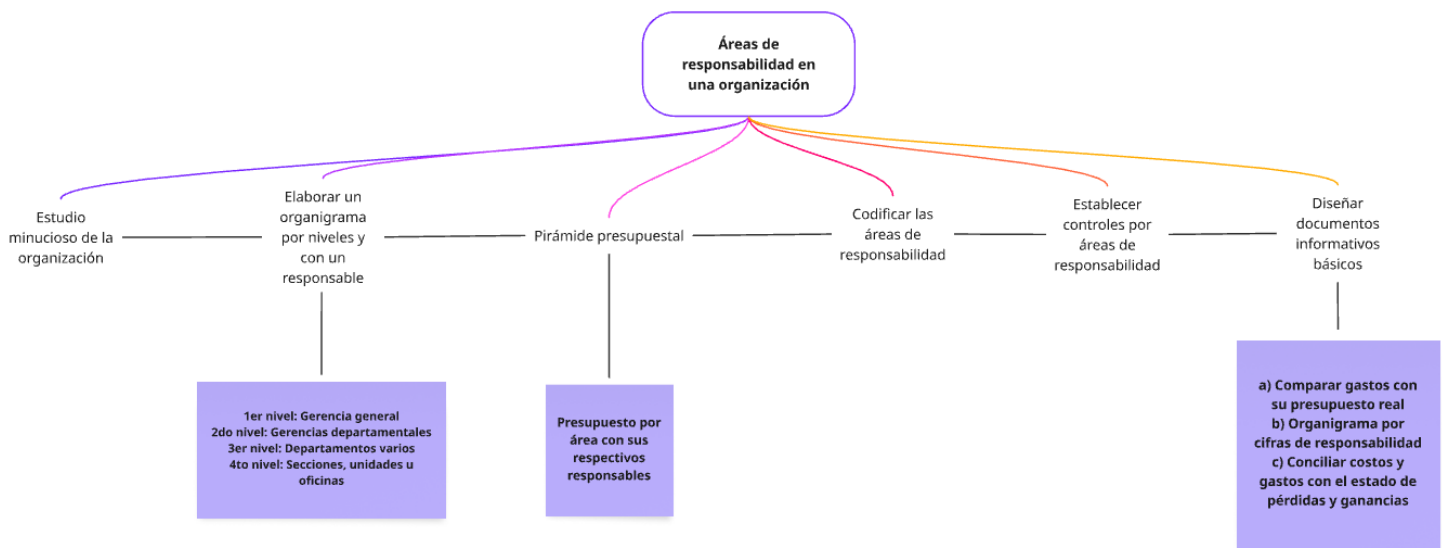 Áreas de
responsabilidad en
una organización
Estudio
minucioso de la
organización
Elaborar un
organigrama
por niveles y
con un
responsable
Pirámide presupuestal
Codificar las
áreas de
responsabilidad
Establecer
controles por
áreas de
responsabilidad
Diseñar
documentos
informativos
básicos
1er nivel: Gerencia general
2do nivel: Gerencias departamentales
3er nivel: Departamentos varios
4to nivel: Secciones, unidades u
oficinas
Presupuesto por
área con sus
respectivos
responsables
a) Comparar gastos con
su presupuesto real
b) Organigrama por
cifras de responsabilidad
c) Conciliar costos y
gastos con el estado de
pérdidas y ganancias